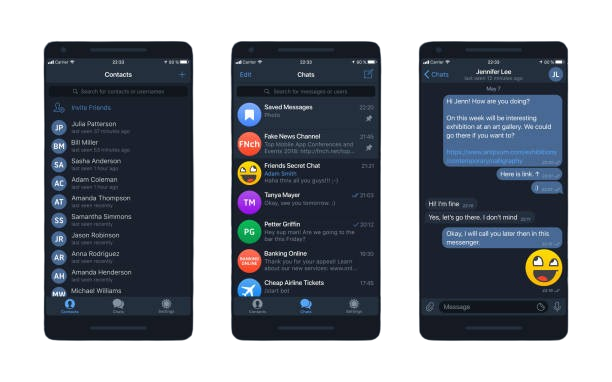 Carrier 22:33 90 %
Contacts
Search for contacts or usernames
Invite Friends
JP Julia Patterson
last seen 37 minutes ago
BM Bill Miller
last seen 53 minutes ago
SA Sasha Anderson
last seen 1 hour ago
AC Adam Coleman
last seen 1 hour ago
AT Amanda Thompson
last seen recently
SS Samantha Simmons
last seen recently
JR Jason Robinson
last seen recently
AR Anna Rodriguez
last seen recently
AH Amanda Henderson
last seen recently
MW Michael Williams
Contacts Chats Settings
Carrier 22:33 90 %
Edit Chats
Search for messages or users
Saved Messages 22:20
Photo
FNch Fake News Channel 21:45
Top Mobile App Conferences and
Events 2018: http://fnch.net/top...
Friends Secret Chat 21:21
Adam Smith
Haha thnx all you guys!!! ;-)
TM Tanya Mayer 21:03
Okay, see you tomorrow. :)
PG Petter Griffin 20:12
Hey sup man! Are we going to the
bar this Friday?
BANKING
ONLINE
Banking Online 19:30
Thank you for your appeal! Learn
about our new services: www.onl...
Cheap Airline Tickets 17:45
/start bot
Contacts Chats Settings
Carrier 22:33 90 %
Chats Jennifer Lee JL
last seen 12 minutes ago
May 7
Hi Jenn! How are you doing?
On this week will be interesting
exhibition at an art gallery. We could
go there if you want to?
Here is link. ↑
:)
Hi! I'm fine
Yes, let's go there. I don't mind
Okay, I will call you later then in this
messenger.
Message